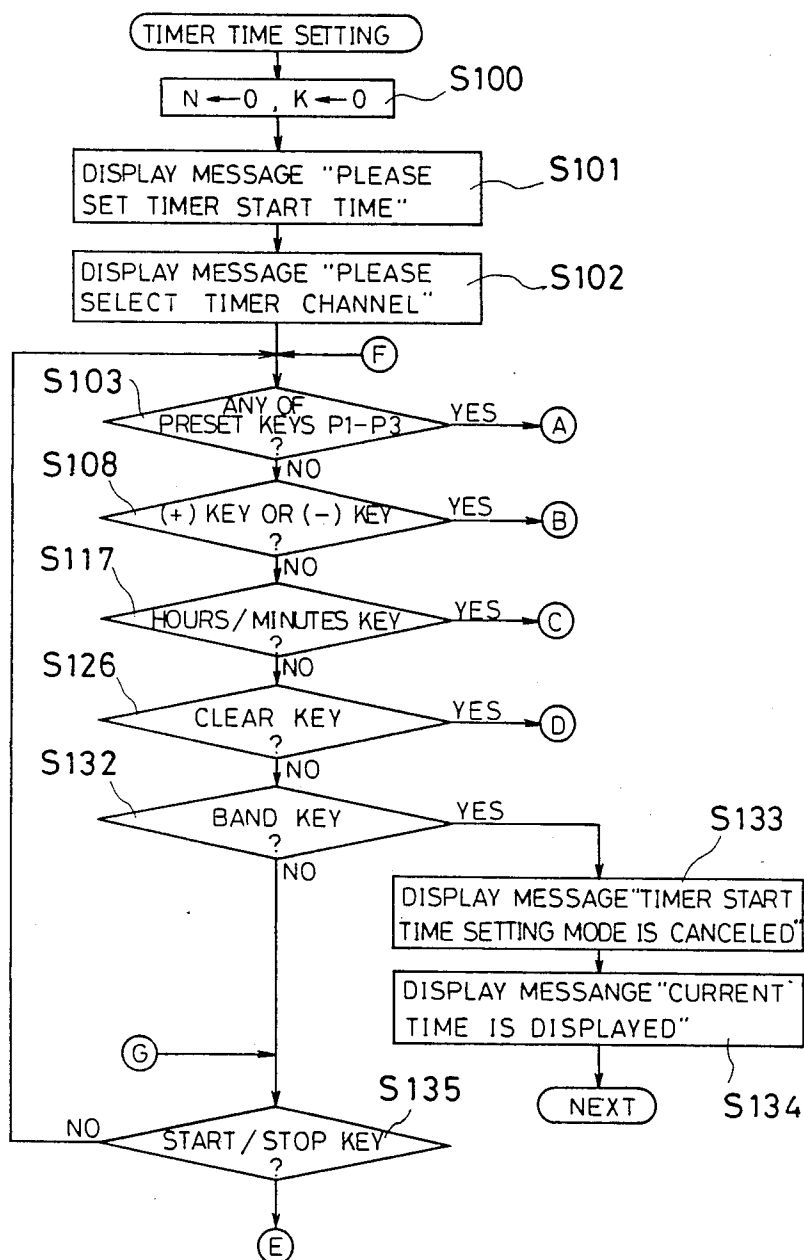 TIMER TIME SETTING
N ← 0 , K ← 0
S100
DISPLAY MESSAGE "PLEASE
SET TIMER START TIME"
S101
DISPLAY MESSAGE "PLEASE
SELECT TIMER CHANNEL"
S102
F
S103
ANY OF
PRESET KEYS P1-P3
?
YES
A
NO
S108
(+) KEY OR (-) KEY
?
YES
B
NO
S117
HOURS/MINUTES KEY
?
YES
C
NO
S126
CLEAR KEY
?
YES
D
NO
S132
BAND KEY
?
YES
NO
S133
DISPLAY MESSAGE "TIMER START
TIME SETTING MODE IS CANCELED"
DISPLAY MESSANGE "CURRENT
TIME IS DISPLAYED"
S134
NEXT
G
S135
START/STOP KEY
?
NO
E